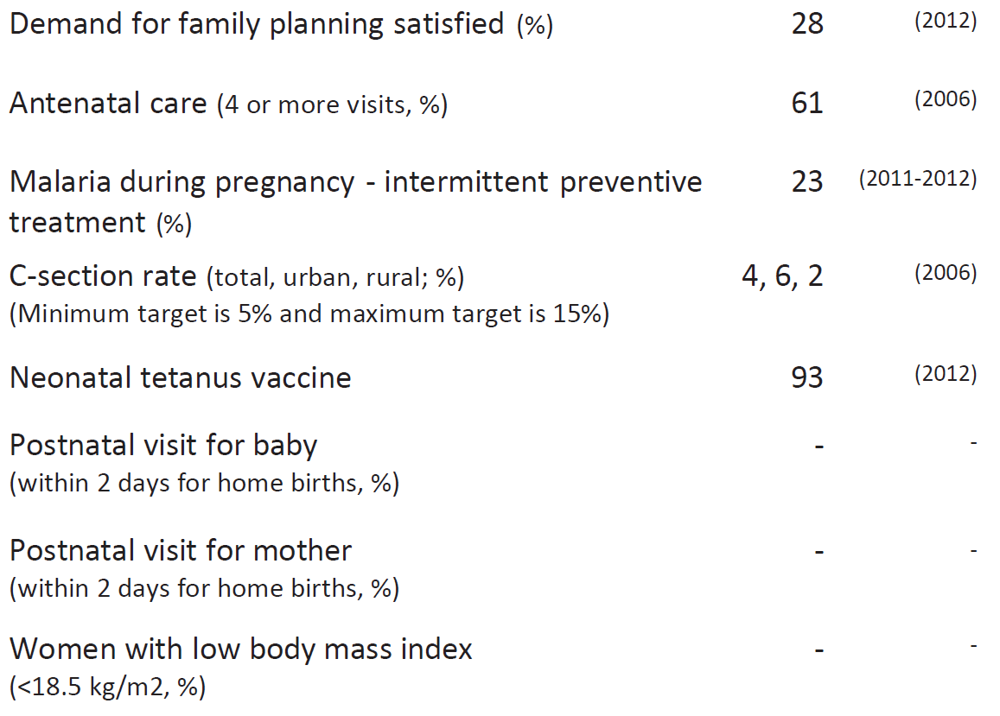 Demand for family planning satisfied (%) 28 (2012)
Antenatal care (4 or more visits, %) 61 (2006)
Malaria during pregnancy - intermittent preventive 23 (2011-2012)
treatment (%)
C-section rate (total, urban, rural; %) 4, 6, 2 (2006)
(Minimum target is 5% and maximum target is 15%)
Neonatal tetanus vaccine 93 (2012)
Postnatal visit for baby - -
(within 2 days for home births, %)
Postnatal visit for mother - -
(within 2 days for home births, %)
Women with low body mass index - -
(<18.5 kg/m2, %)